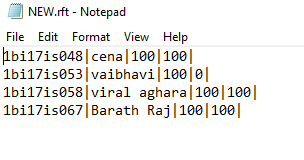 NEW.rft - Notepad
File Edit Format View Help
1bi17is048|cena|100|100|
1bi17is053|vaibhavi|100|0|
1bi17is058|viral aghara|100|100|
1bi17is067|Barath Raj|100|100|